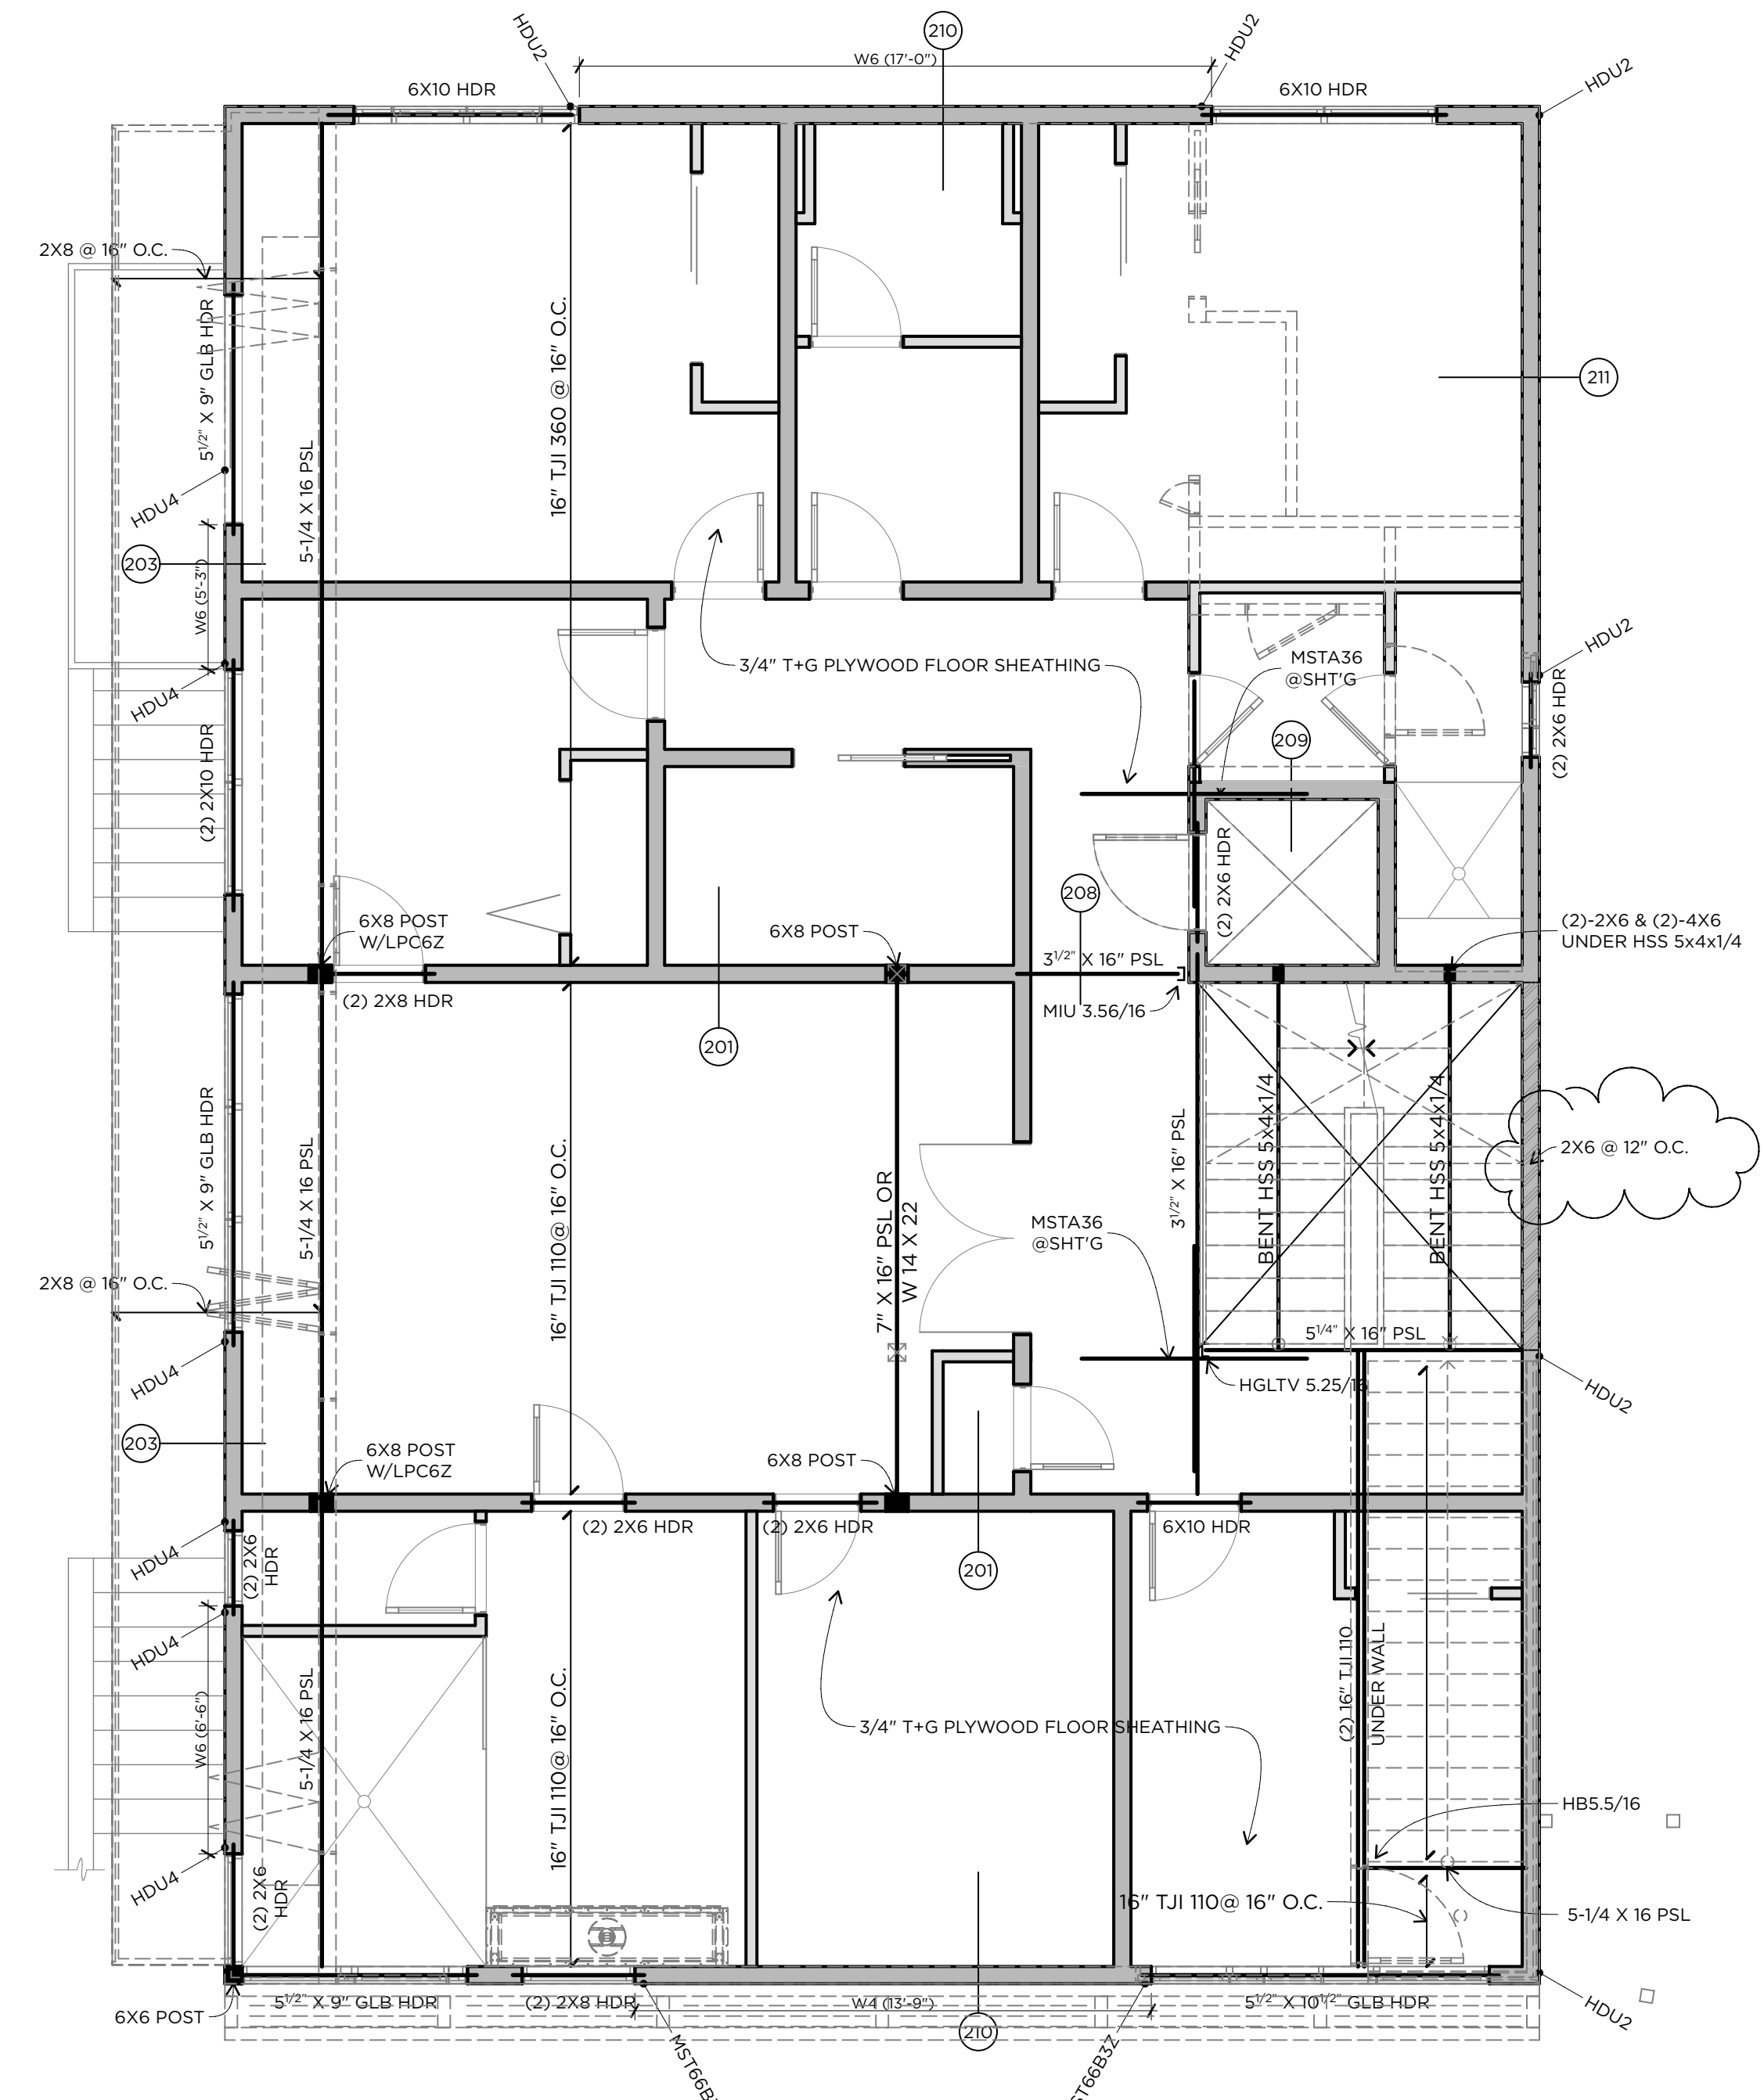 HDU2
210
HDU2
W6 (17'-0")
6X10 HDR
6X10 HDR
HDU2
2X8 @ 16" O.C.
5 1/2" X 9" GLB HDR
5-1/4 X 16 PSL
16" TJI 360 @ 16" O.C.
211
HDU4
203
W6 (5'-3")
HDU4
3/4" T+G PLYWOOD FLOOR SHEATHING
MSTA36
@SHT'G
HDU2
(2) 2X6 HDR
209
(2) 2X10 HDR
(2) 2X6 HDR
208
6X8 POST
W/LPC6Z
6X8 POST
3 1/2" X 16" PSL
(2)-2X6 & (2)-4X6
UNDER HSS 5x4x1/4
(2) 2X8 HDR
MIU 3.56/16
201
5 1/2" X 9" GLB HDR
5-1/4 X 16 PSL
16" TJI 110@ 16" O.C.
7" X 16" PSL OR
W 14 X 22
3 1/2" X 16" PSL
BENT HSS 5x4x1/4
BENT HSS 5x4x1/4
2X6 @ 12" O.C.
MSTA36
@SHT'G
2X8 @ 16" O.C.
5 1/4" X 16" PSL
HDU4
HGLTV 5.25/16
HDU2
203
6X8 POST
W/LPC6Z
6X8 POST
(2) 2X6 HDR
(2) 2X6 HDR
6X10 HDR
HDU4
(2) 2X6
HDR
201
HDU4
W6 (6'-6")
5-1/4 X 16 PSL
16" TJI 110@ 16" O.C.
(2) 16" TJI 110
UNDER WALL
3/4" T+G PLYWOOD FLOOR SHEATHING
HB5.5/16
HDU4
(2) 2X6
HDR
16" TJI 110@ 16" O.C.
5-1/4 X 16 PSL
6X6 POST
5 1/2" X 9" GLB HDR
(2) 2X8 HDR
W4 (13'-9")
5 1/2" X 10 1/2" GLB HDR
HDU2
210
MST66B
ST66B3Z